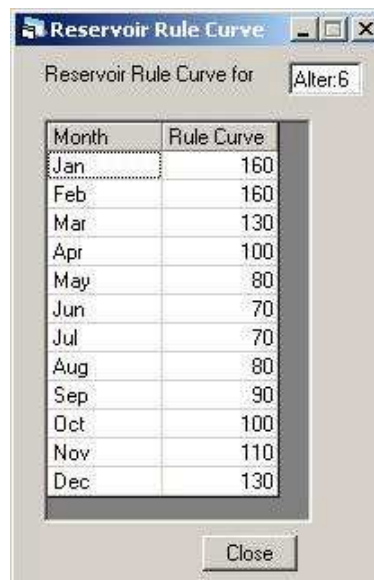 Reservoir Rule Curve
Reservoir Rule Curve for Alter:6
Month Rule Curve
Jan 160
Feb 160
Mar 130
Apr 100
May 80
Jun 70
Jul 70
Aug 80
Sep 90
Oct 100
Nov 110
Dec 130
Close